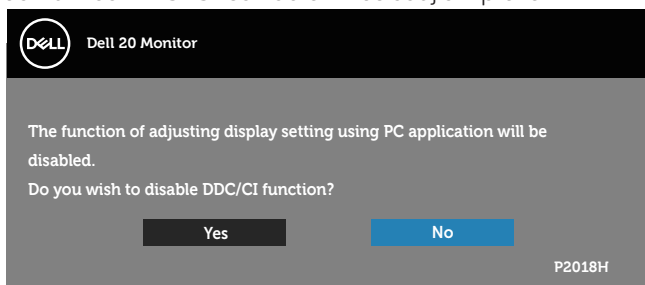 DELL
Dell 20 Monitor
The function of adjusting display setting using PC application will be
disabled.
Do you wish to disable DDC/CI function?
Yes
No
P2018H